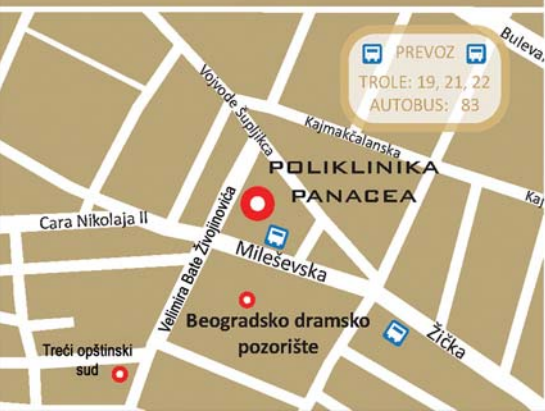 Buleva
PREVOZ
TROLE: 19, 21, 22
AUTOBUS: 83
Vojvode Šupljikca
Kajmakčalanska
Kaj
POLIKLINIKA
PANACEA
Cara Nikolaja II
Velimira Bate Živojinovića
Mileševska
Beogradsko dramsko
pozorište
Žička
Treći opštinski
sud